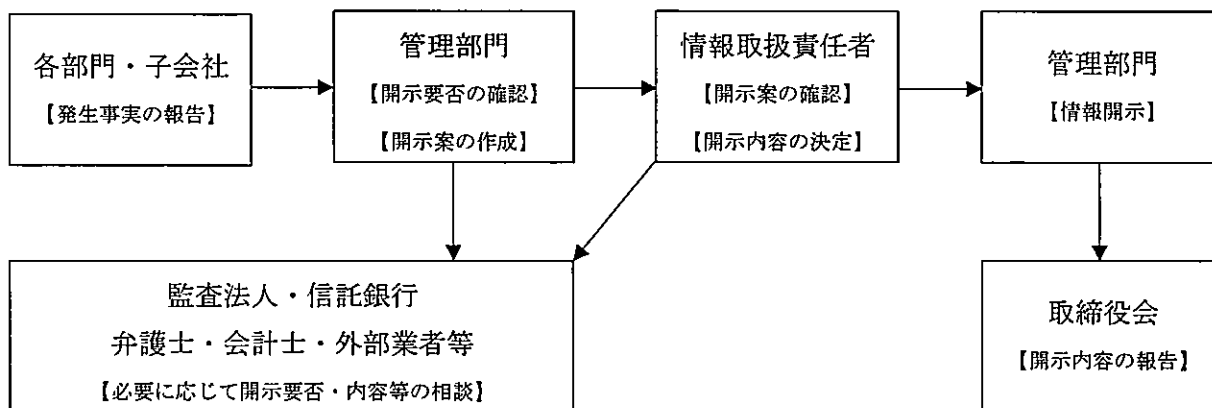 各部門・子会社
【発生事実の報告】
管理部門
【開示要否の確認】
【開示案の作成】
情報取扱責任者
【開示案の確認】
【開示内容の決定】
管理部門
【情報開示】
監査法人・信託銀行
弁護士・会計士・外部業者等
【必要に応じて開示要否・内容等の相談】
取締役会
【開示内容の報告】